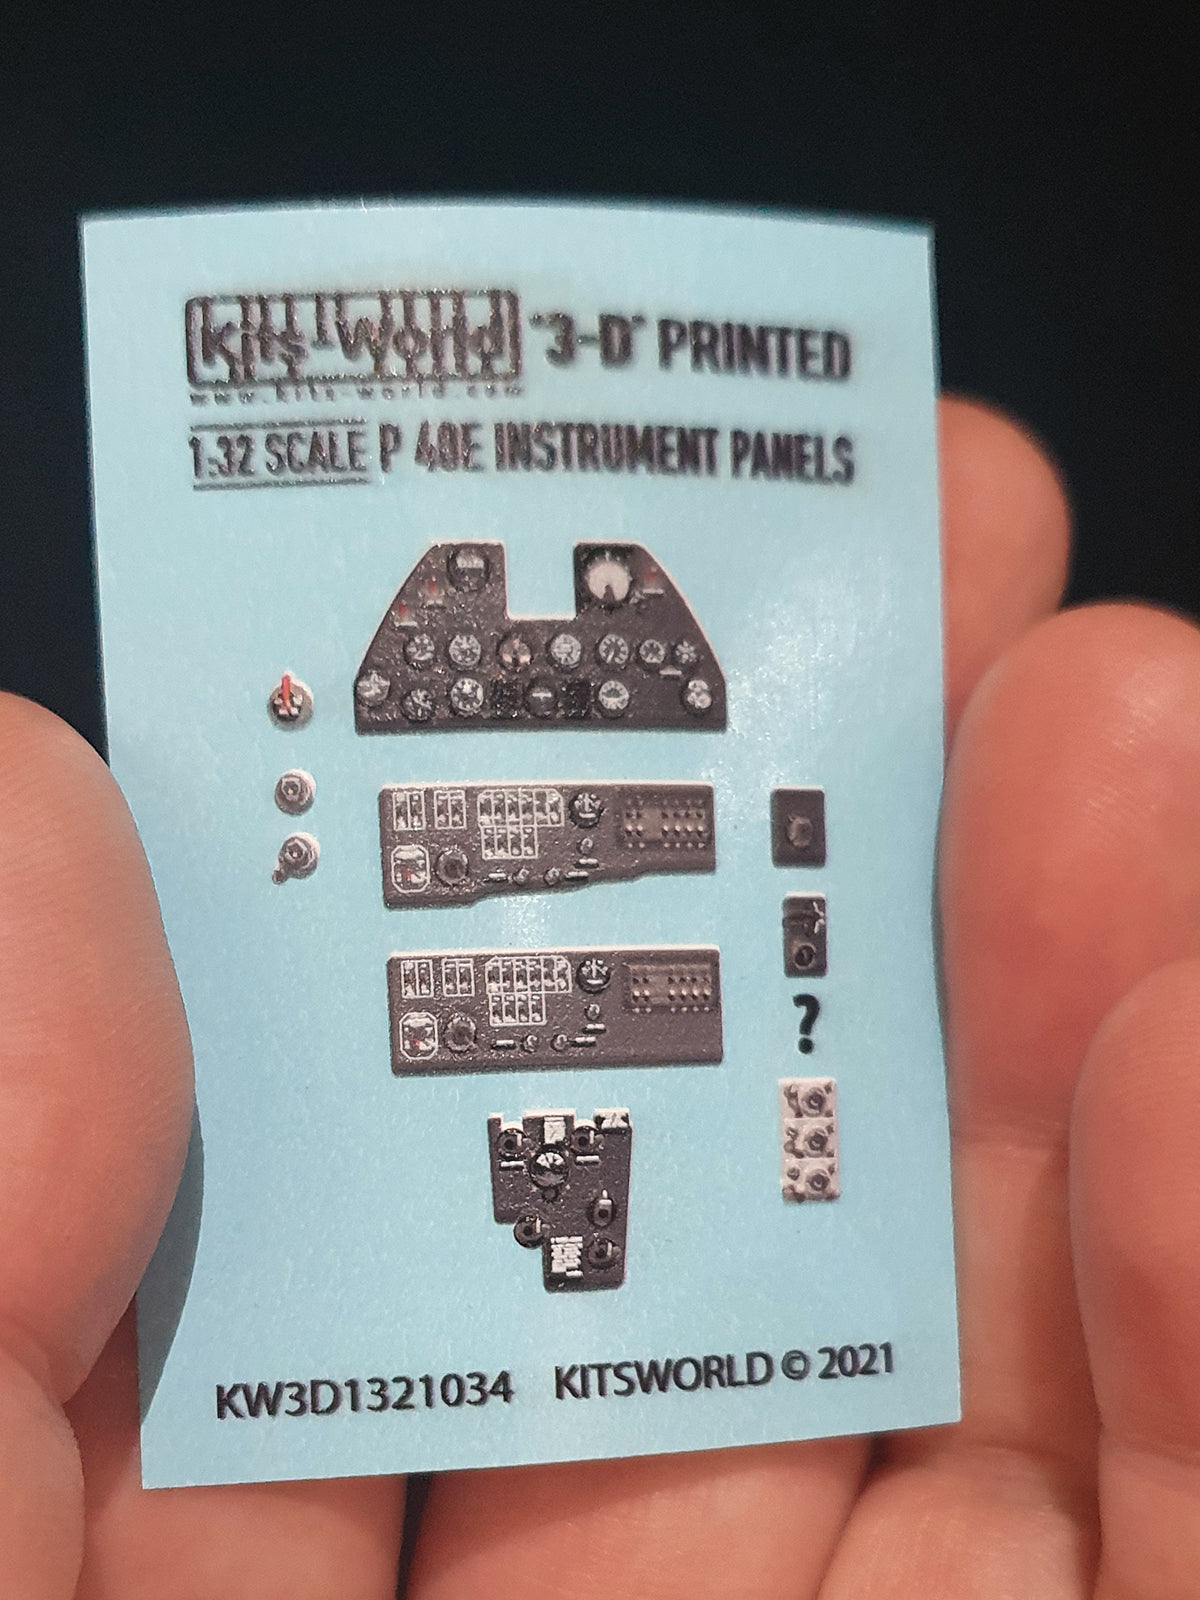 Kits-World "3-D" PRINTED
www.kits-world.com
1:32 SCALE P 40E INSTRUMENT PANELS
?
KW3D1321034 KITSWORLD © 2021